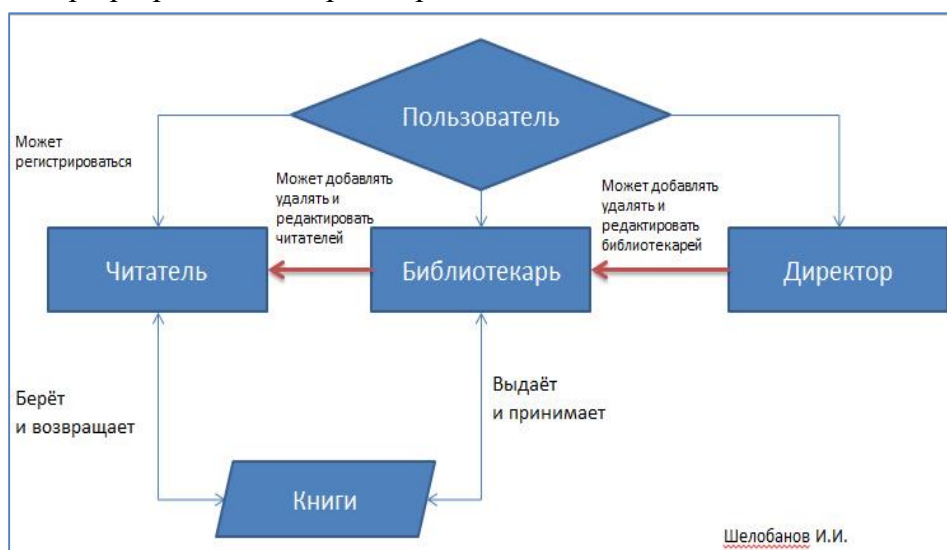 Пользователь
Может
регистрироваться
Может добавлять
удалять и
редактировать
читателей
Может добавлять
удалять и
редактировать
библиотекарей
Читатель
Библиотекарь
Директор
Берёт
и возвращает
Выдаёт
и принимает
Книги
Шелобанов И.И.